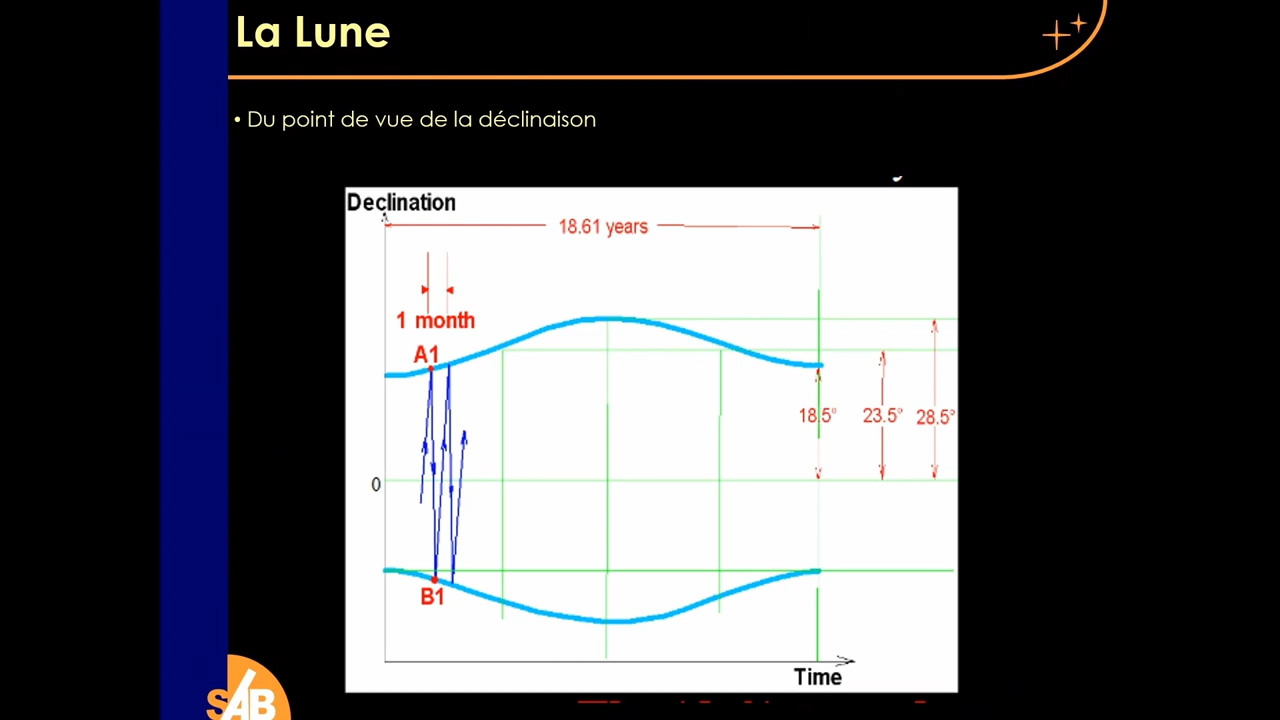 La Lune
• Du point de vue de la déclinaison
Declination
18.61 years
1 month
A1
18.5° 23.5° 28.5°
0
B1
Time
SAB